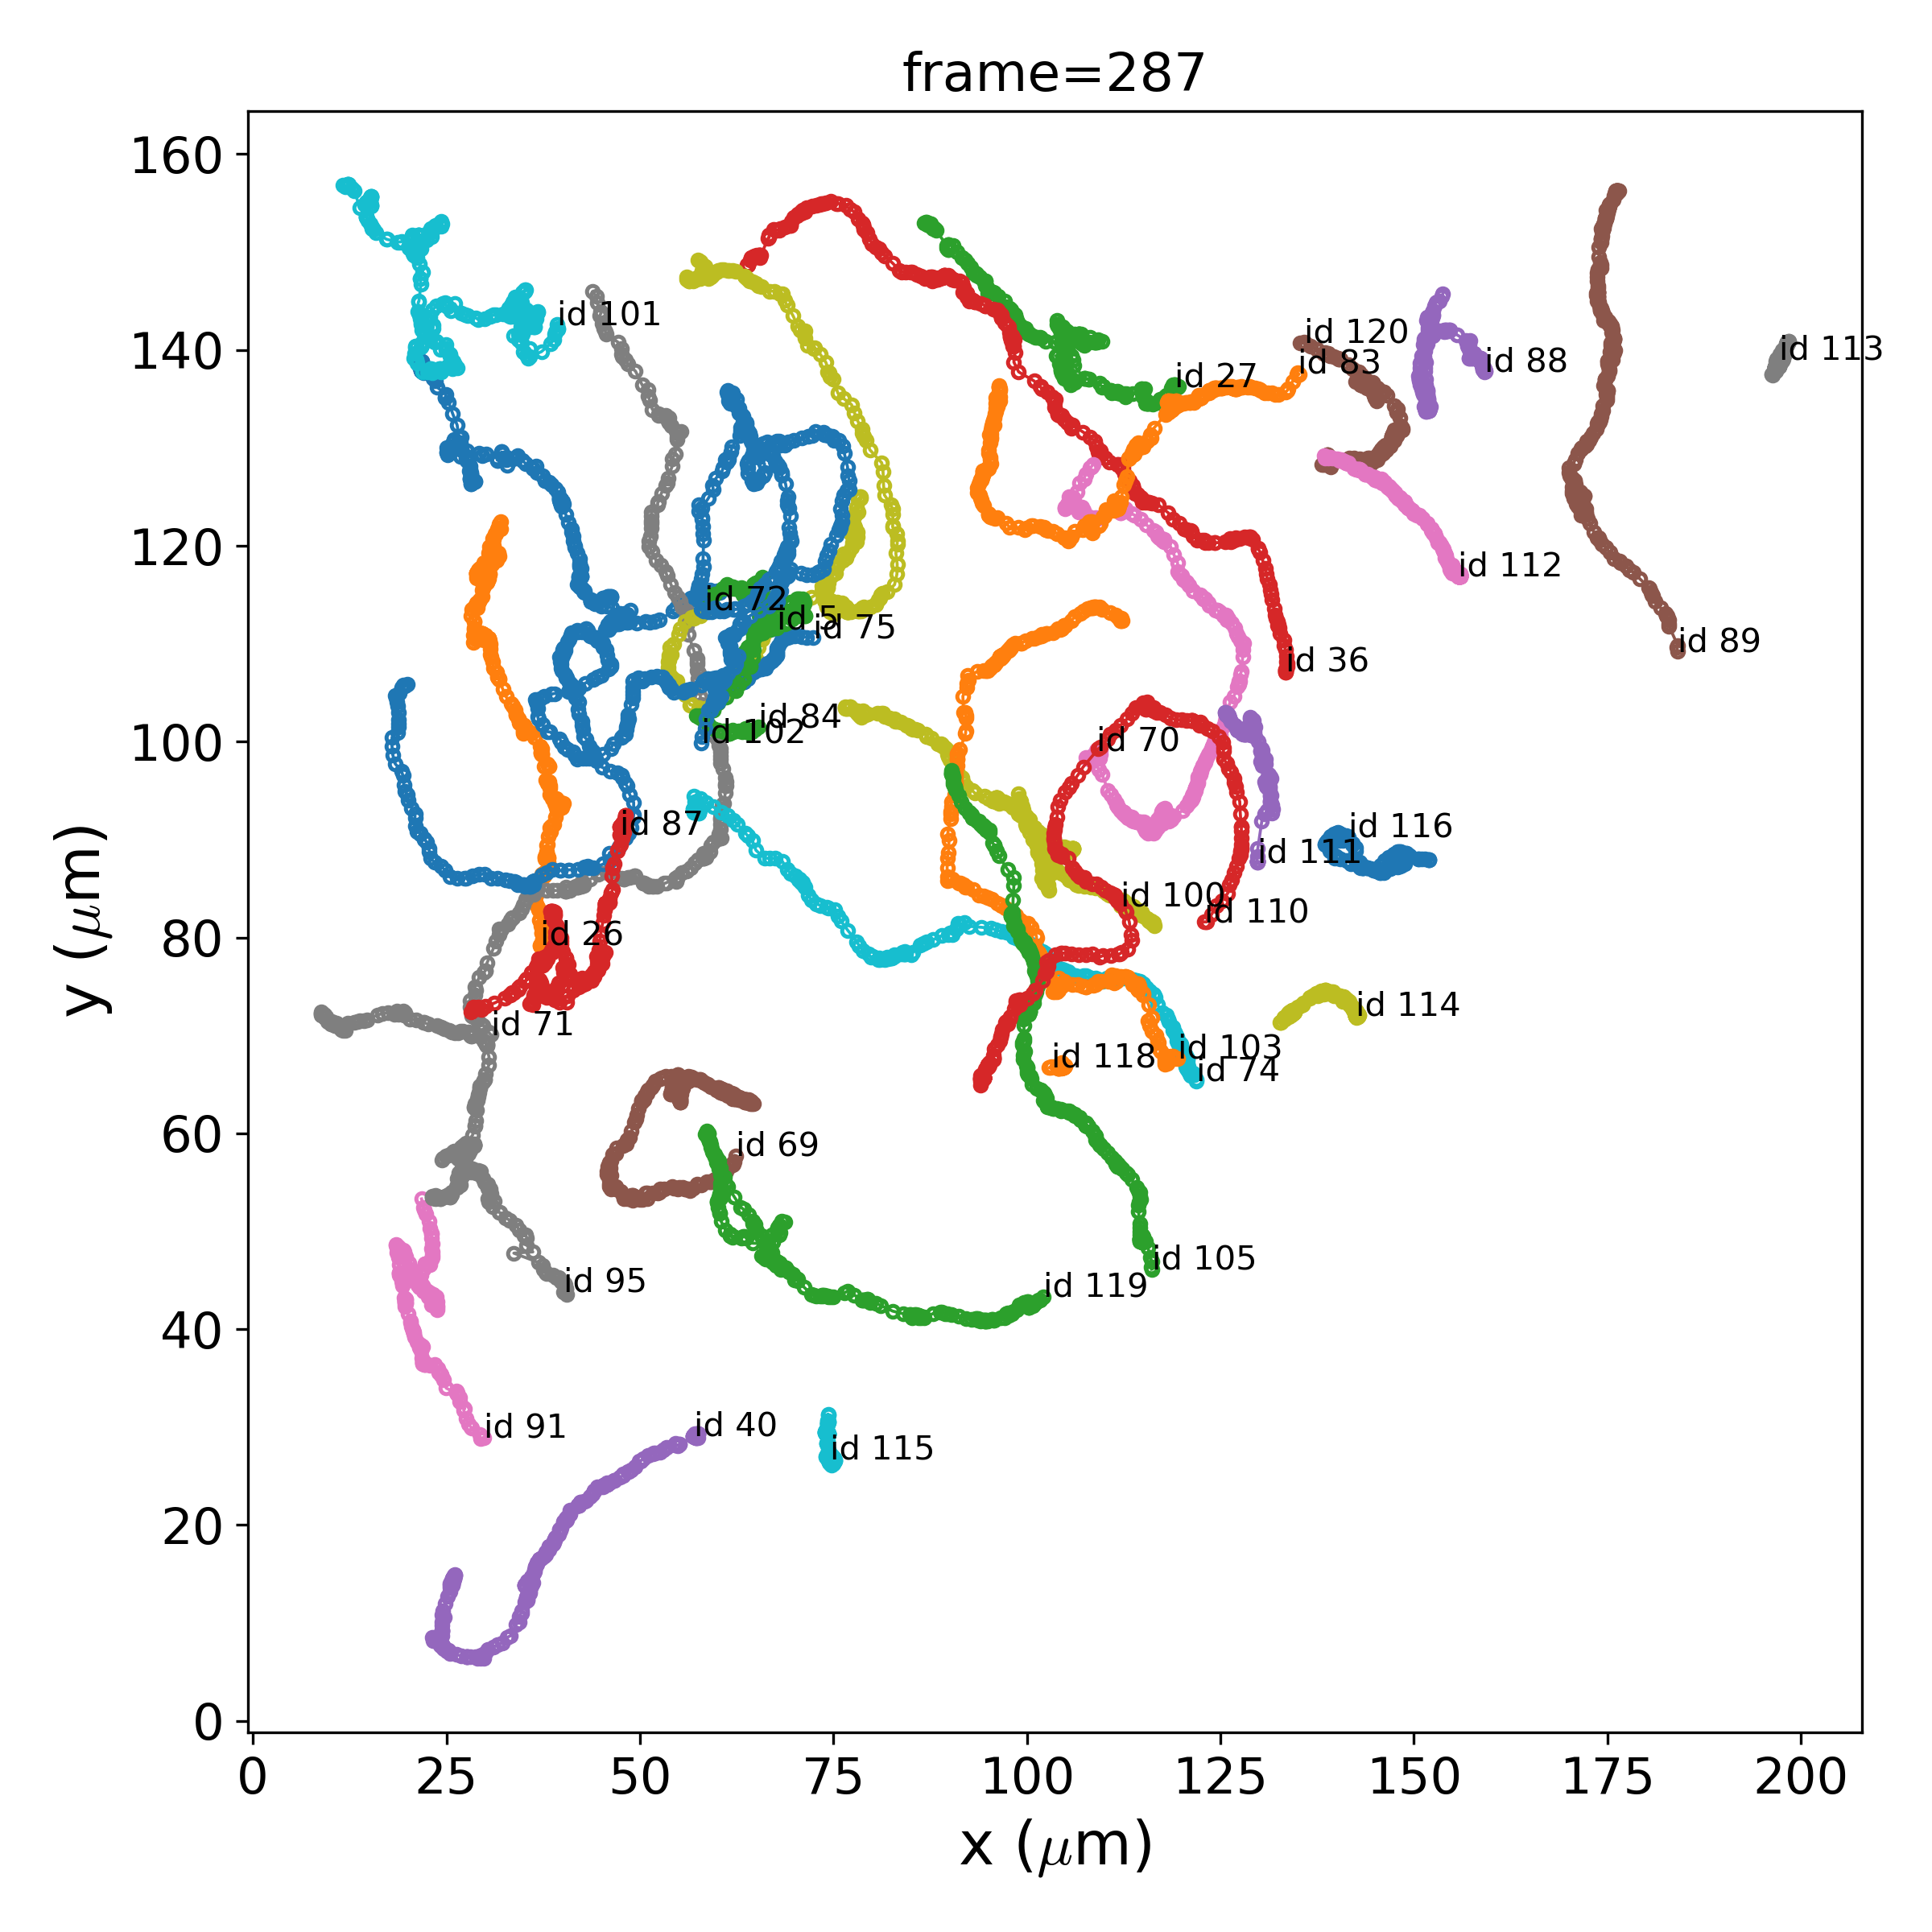 frame=287
y (μm)
160
140
120
100
80
60
40
20
0
id 101
id 120
id 83
id 27
id 88
id 113
id 112
id 89
id 72
id 5
id 75
id 36
id 84
id 102
id 70
id 87
id 116
id 111
id 100
id 110
id 26
id 71
id 114
id 103
id 118
id 74
id 69
id 105
id 95
id 119
id 91
id 40
id 115
0 25 50 75 100 125 150 175 200
x (μm)